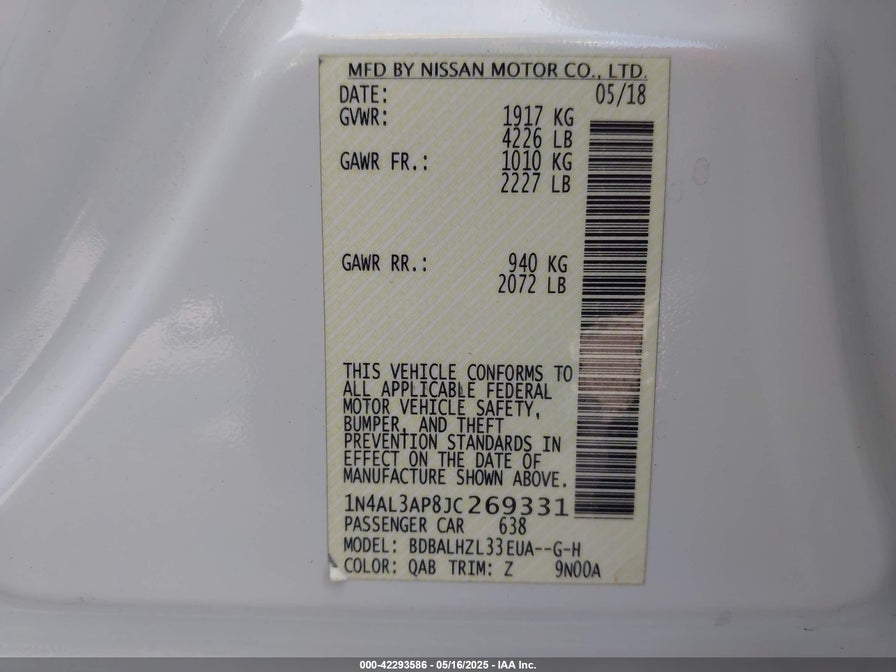 MFD BY NISSAN MOTOR CO., LTD.
DATE: 05/18
GVWR: 1917 KG
4226 LB
GAWR FR.: 1010 KG
2227 LB
GAWR RR.: 940 KG
2072 LB
THIS VEHICLE CONFORMS TO
ALL APPLICABLE FEDERAL
MOTOR VEHICLE SAFETY,
BUMPER, AND THEFT
PREVENTION STANDARDS IN
EFFECT ON THE DATE OF
MANUFACTURE SHOWN ABOVE.
1N4AL3AP8JC269331
PASSENGER CAR 638
MODEL: BDBALHZL33EUA--G-H
COLOR: QAB TRIM: Z 9N00A
000-42293586 - 05/16/2025 - IAA Inc.